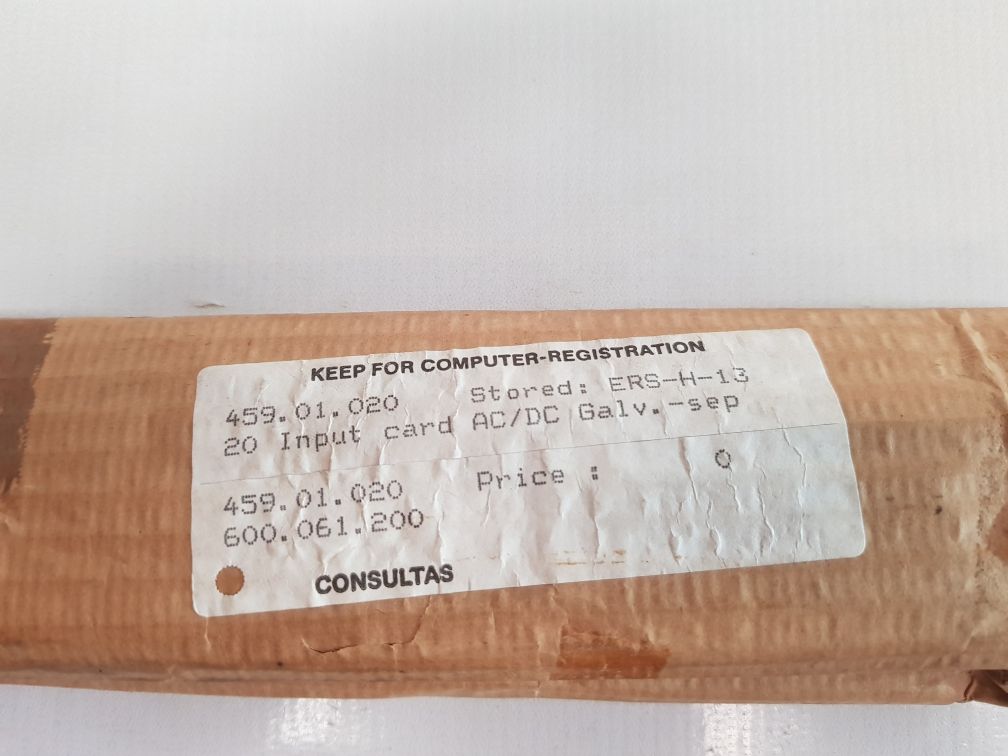 KEEP FOR COMPUTER-REGISTRATION
459.01.020 Stored: ERS-H-13
20 Input card AC/DC Galv.-sep
459.01.020 Price : 0
600.061.200
CONSULTAS